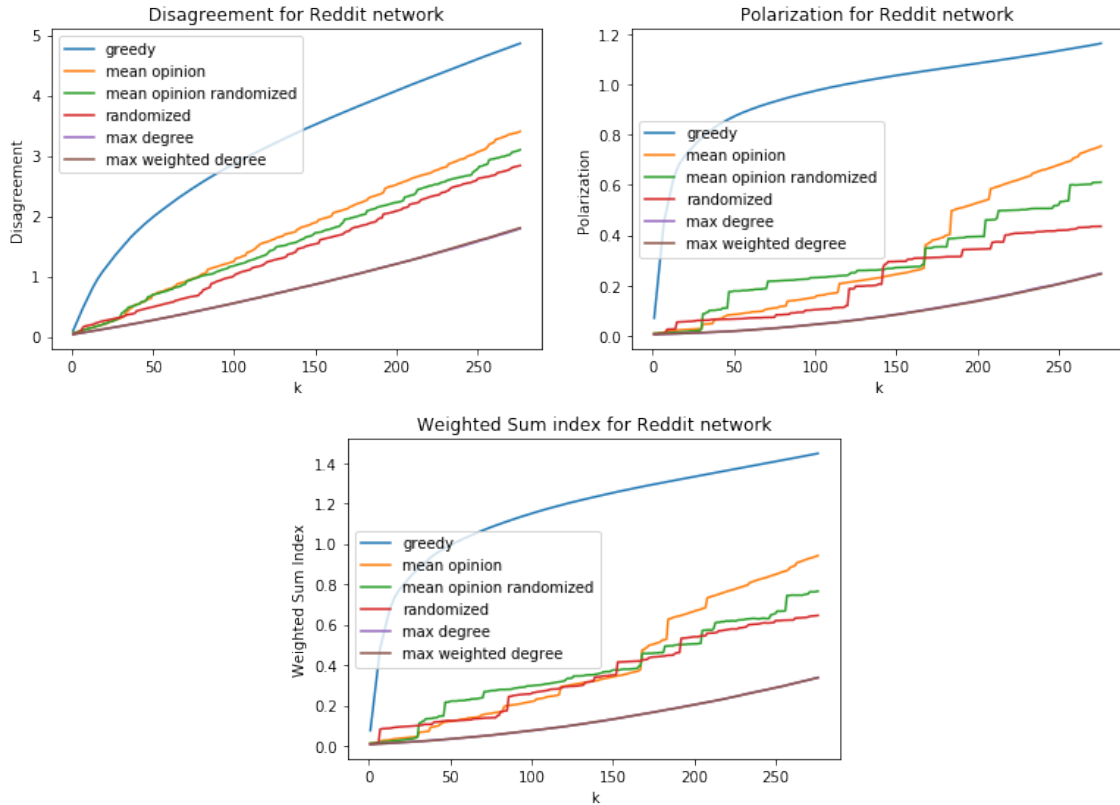 Disagreement for Reddit network
5
4
3
2
1
0
Disagreement
greedy
mean opinion
mean opinion randomized
randomized
max degree
max weighted degree
0 50 100 150 200 250
k
Polarization for Reddit network
1.2
1.0
0.8
0.6
0.4
0.2
0.0
Polarization
greedy
mean opinion
mean opinion randomized
randomized
max degree
max weighted degree
0 50 100 150 200 250
k
Weighted Sum index for Reddit network
1.4
1.2
1.0
0.8
0.6
0.4
0.2
0.0
Weighted Sum Index
greedy
mean opinion
mean opinion randomized
randomized
max degree
max weighted degree
0 50 100 150 200 250
k